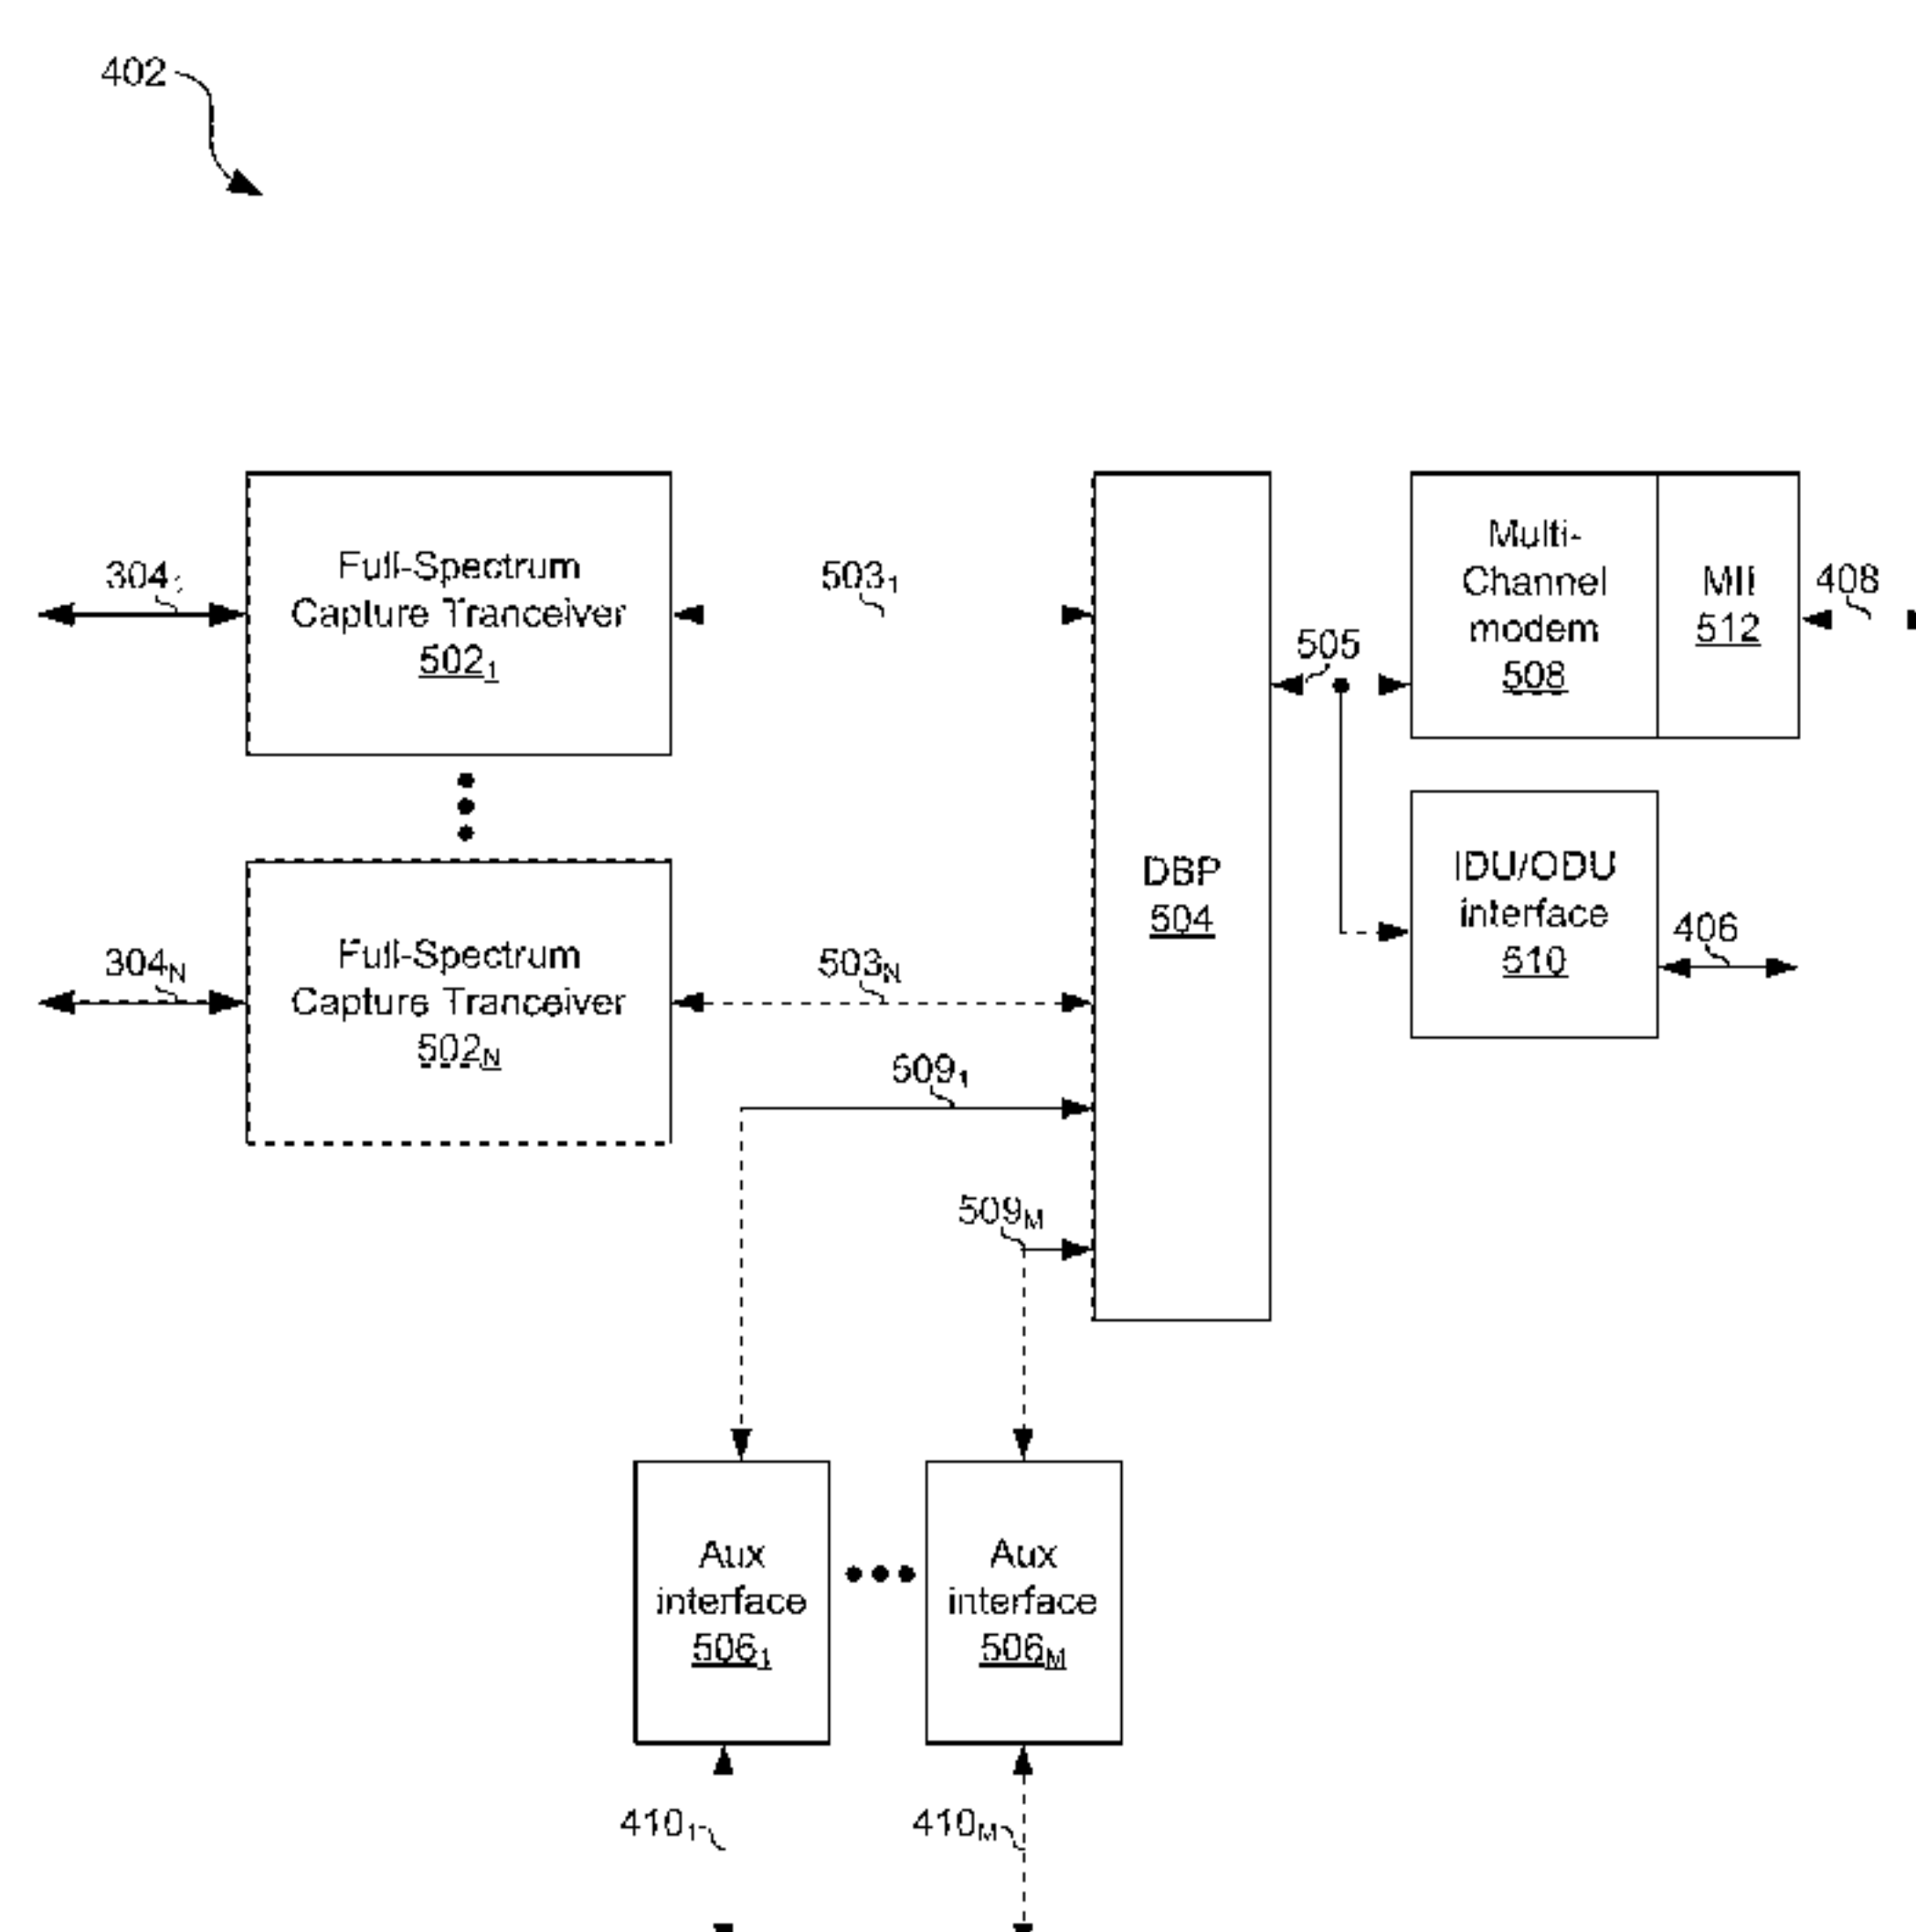 402
Full-Spectrum
Capture Tranceiver
502₁
304₁
503₁
Multi-
Channel
modem
508
MII
512
408
505
Full-Spectrum
Capture Tranceiver
502N
304N
503N
DBP
504
IDU/ODU
interface
510
406
509₁
509M
Aux
interface
506₁
Aux
interface
506M
410₁
410M